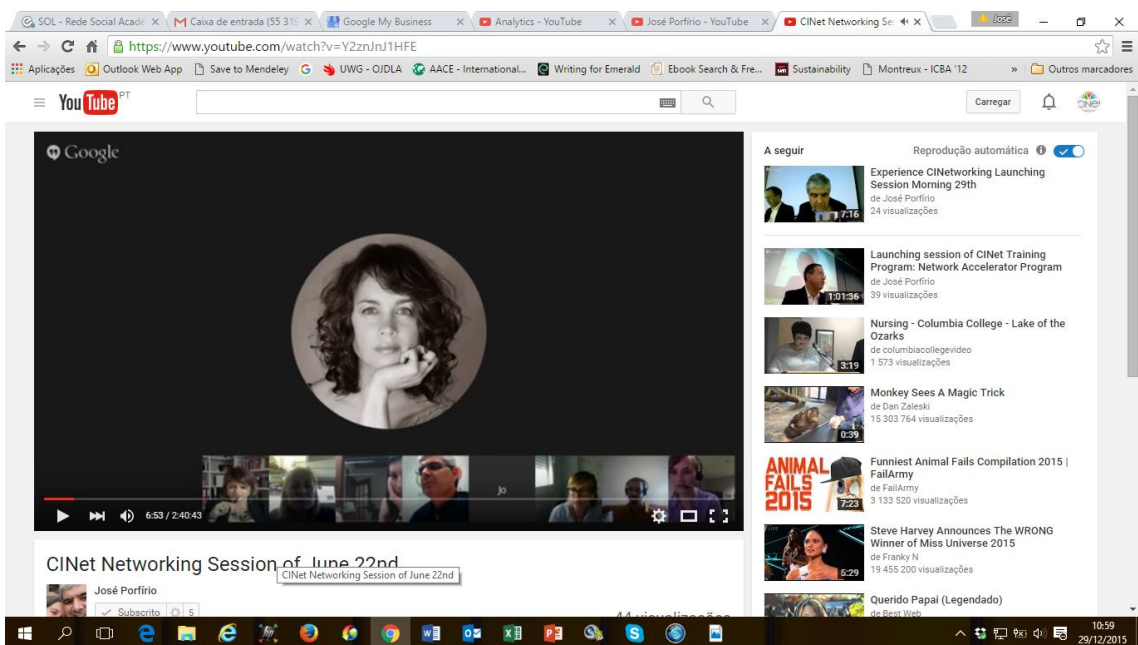 SOL - Rede Social Acade
Caixa de entrada (55 319
Google My Business
Analytics - YouTube
José Porfírio - YouTube
CINet Networking Se
José
https://www.youtube.com/watch?v=Y2znJnJ1HFE
Aplicações
Outlook Web App
Save to Mendeley
UWG - OJDLA
AACE - International...
Writing for Emerald
Ebook Search & Fre...
Sustainability
Montreux - ICBA '12
»
Outros marcadores
YouTube PT
Carregar
CINet
Google
Jo
6:53 / 2:40:43
CINet Networking Session of June 22nd
CINet Networking Session of June 22nd
José Porfírio
Subscrito 5
44 visualizações
A seguir
Reprodução automática
Experience CINetworking Launching
Session Morning 29th
de José Porfírio
24 visualizações
7:16
Launching session of CINet Training
Program: Network Accelerator Program
de José Porfírio
39 visualizações
1:01:36
Nursing - Columbia College - Lake of the
Ozarks
de columbiacollegevideo
1 573 visualizações
3:19
Monkey Sees A Magic Trick
de Dan Zaleski
15 303 764 visualizações
0:39
ANIMAL
FAILS
2015
Funniest Animal Fails Compilation 2015 |
FailArmy
de FailArmy
3 133 520 visualizações
7:23
Steve Harvey Announces The WRONG
Winner of Miss Universe 2015
de Franky N
19 455 200 visualizações
5:29
Querido Papai (Legendado)
de Best Web
10:59
29/12/2015